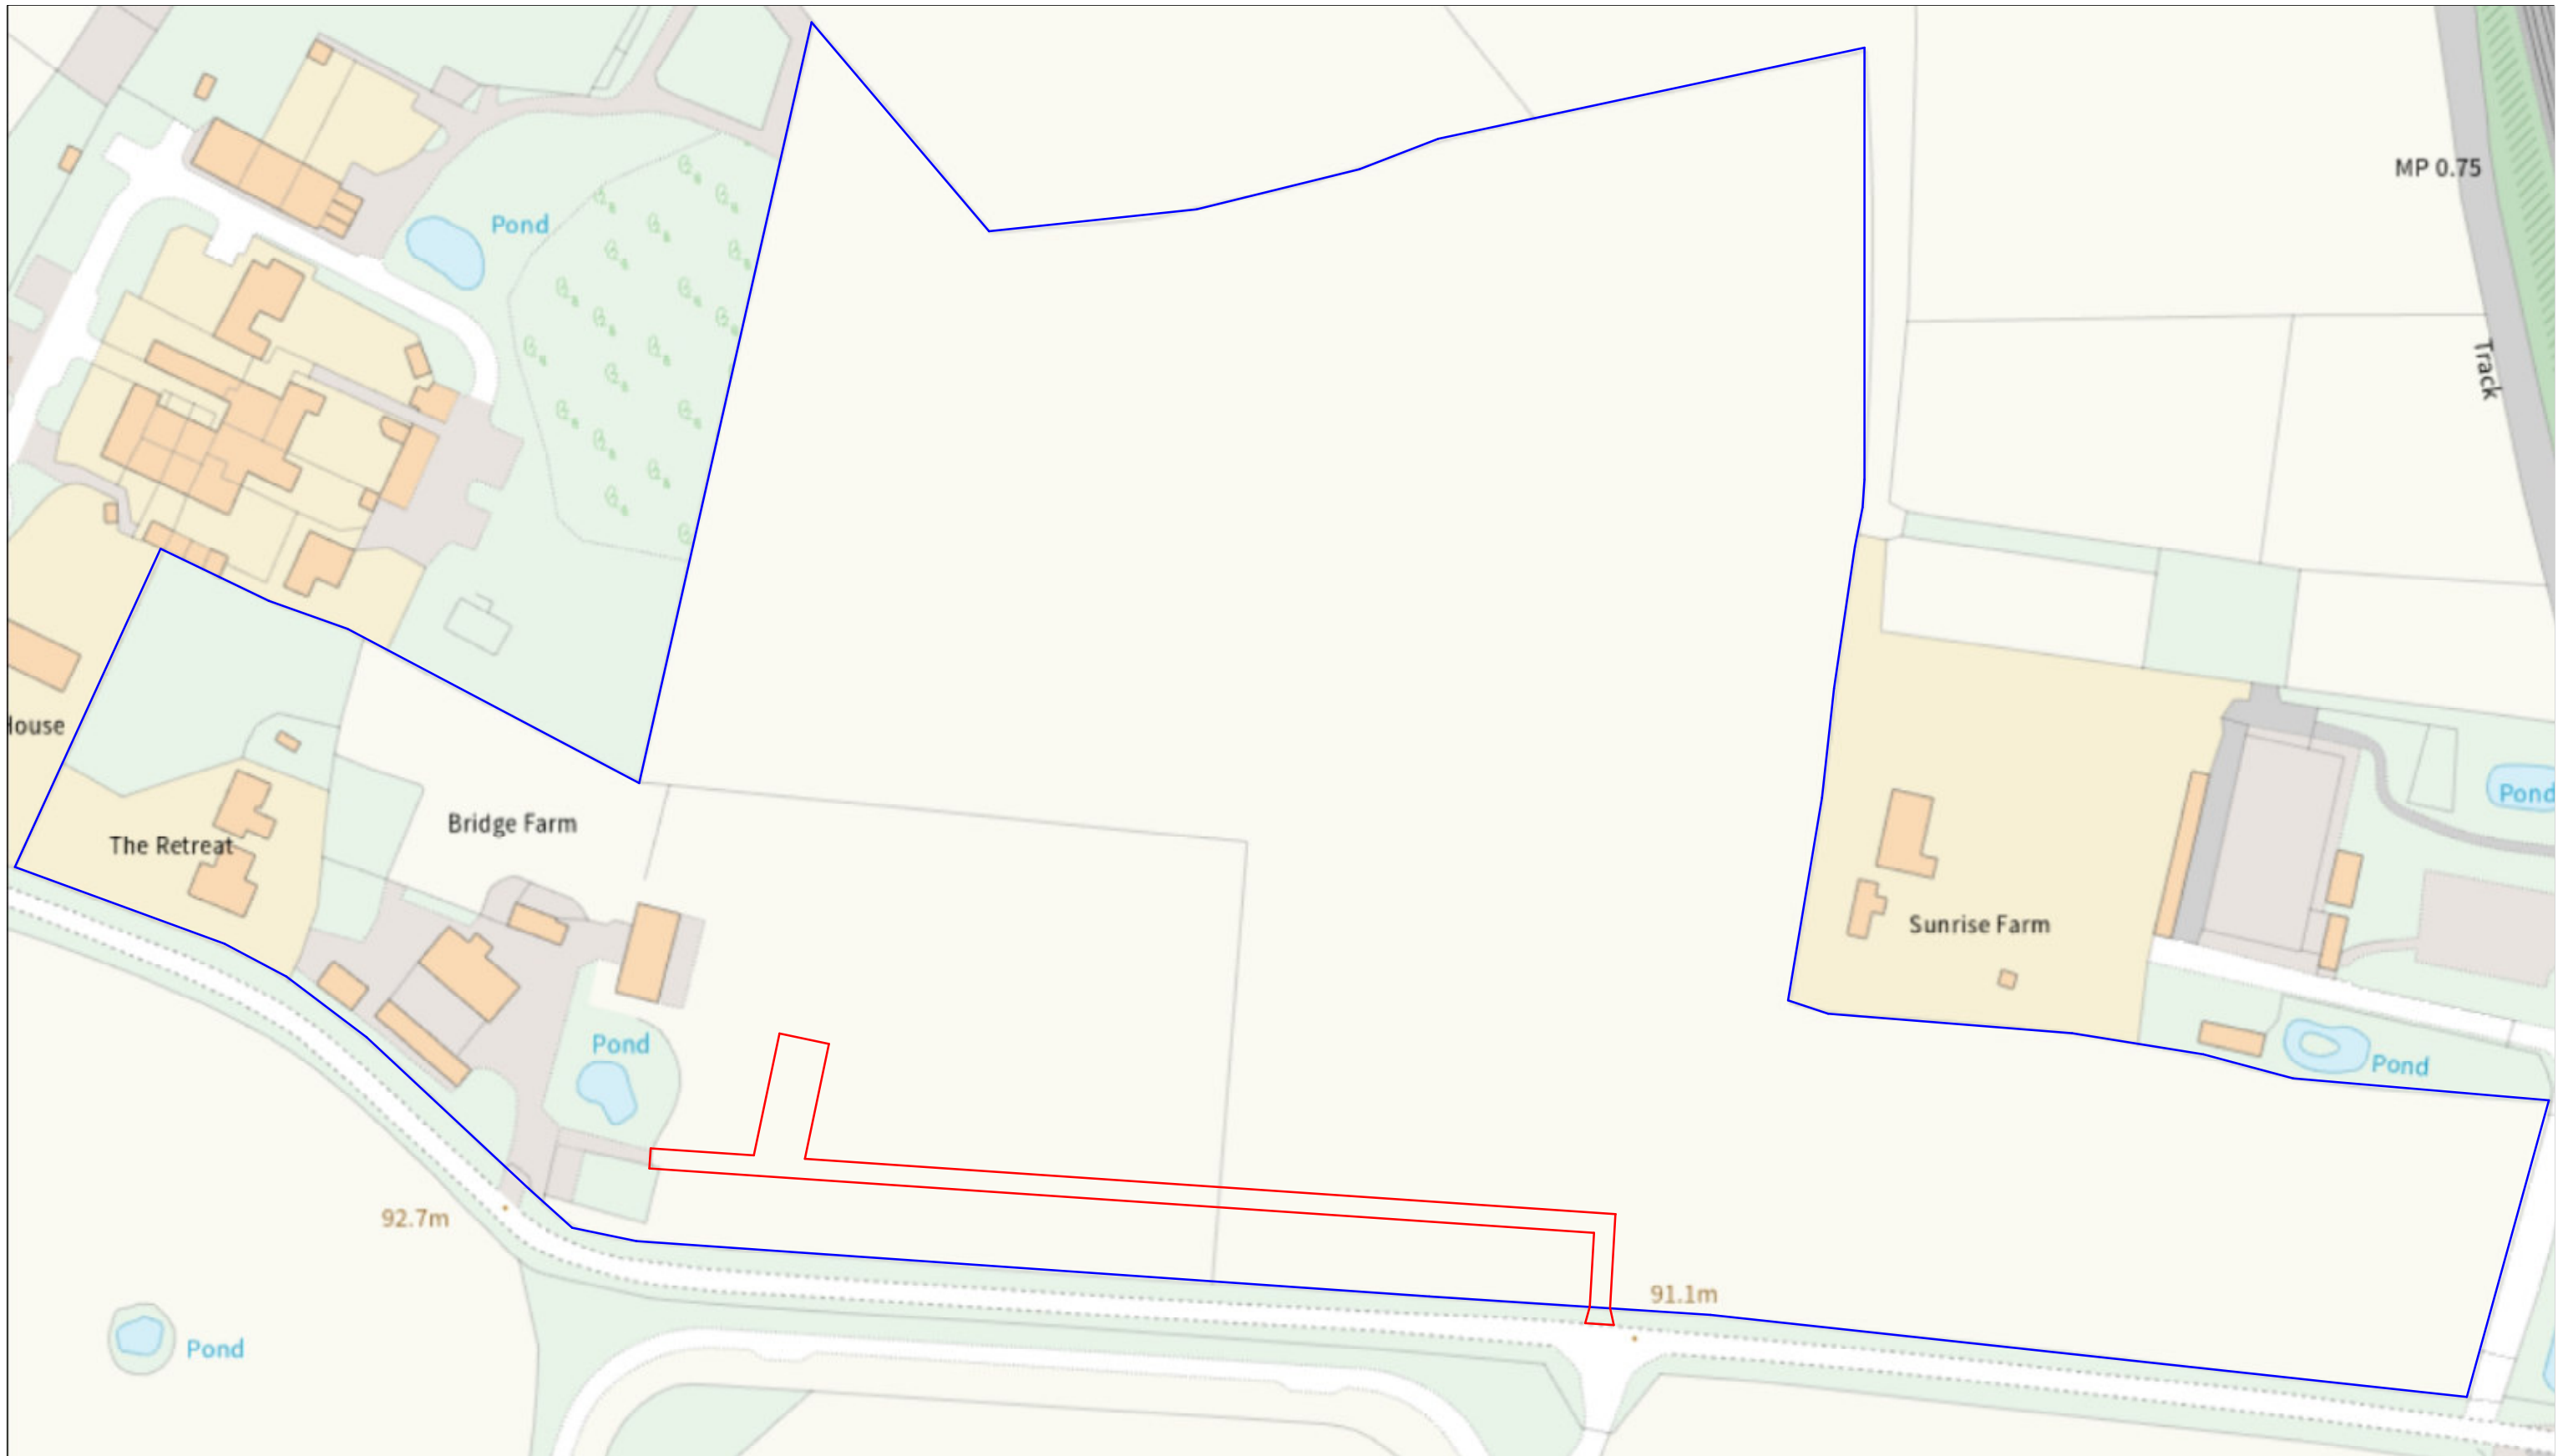 MP 0.75
Pond
Track
House
Pond
Bridge Farm
The Retreat
Sunrise Farm
Pond
Pond
92.7m
91.1m
Pond